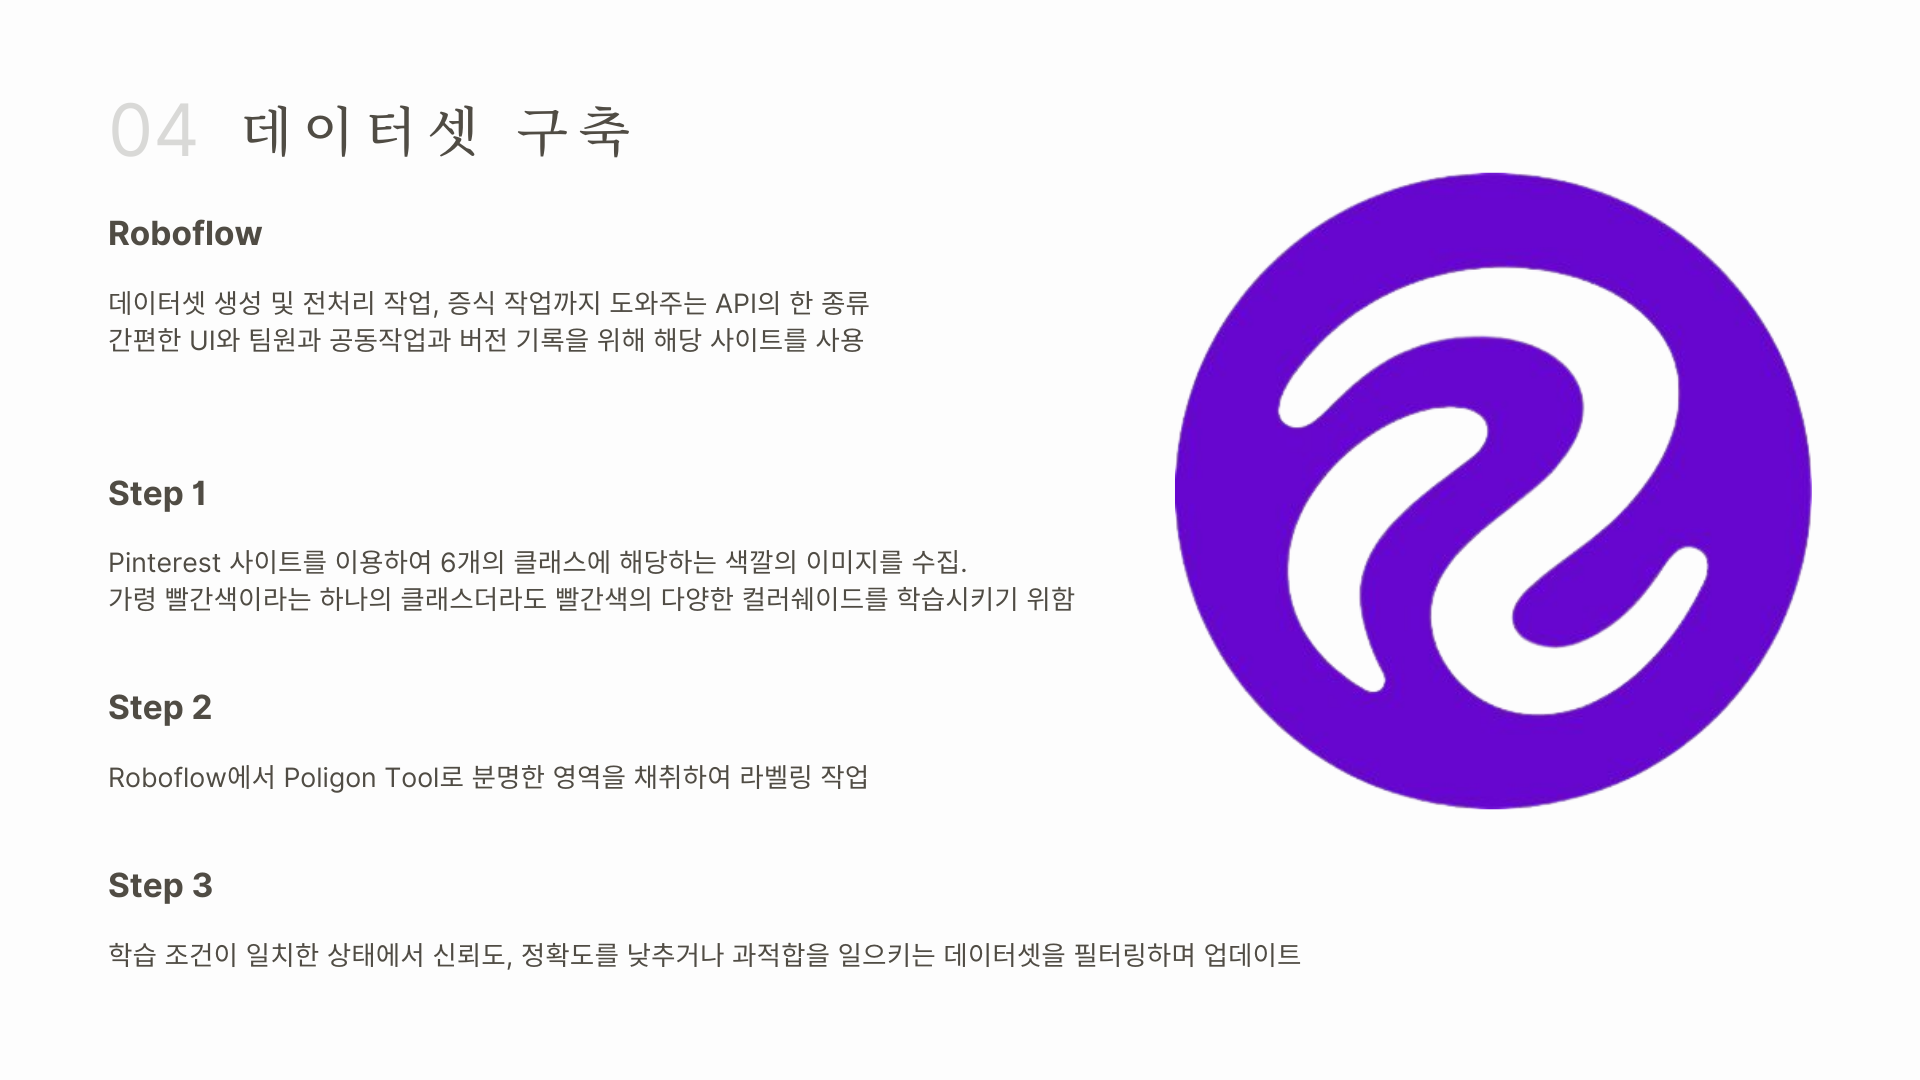 04 데이터셋 구축
Roboflow
데이터셋 생성 및 전처리 작업, 증식 작업까지 도와주는 API의 한 종류
간편한 UI와 팀원과 공동작업과 버전 기록을 위해 해당 사이트를 사용
Step 1
Pinterest 사이트를 이용하여 6개의 클래스에 해당하는 색깔의 이미지를 수집.
가령 빨간색이라는 하나의 클래스더라도 빨간색의 다양한 컬러쉐이드를 학습시키기 위함
Step 2
Roboflow에서 Poligon Tool로 분명한 영역을 채취하여 라벨링 작업
Step 3
학습 조건이 일치한 상태에서 신뢰도, 정확도를 낮추거나 과적합을 일으키는 데이터셋을 필터링하며 업데이트